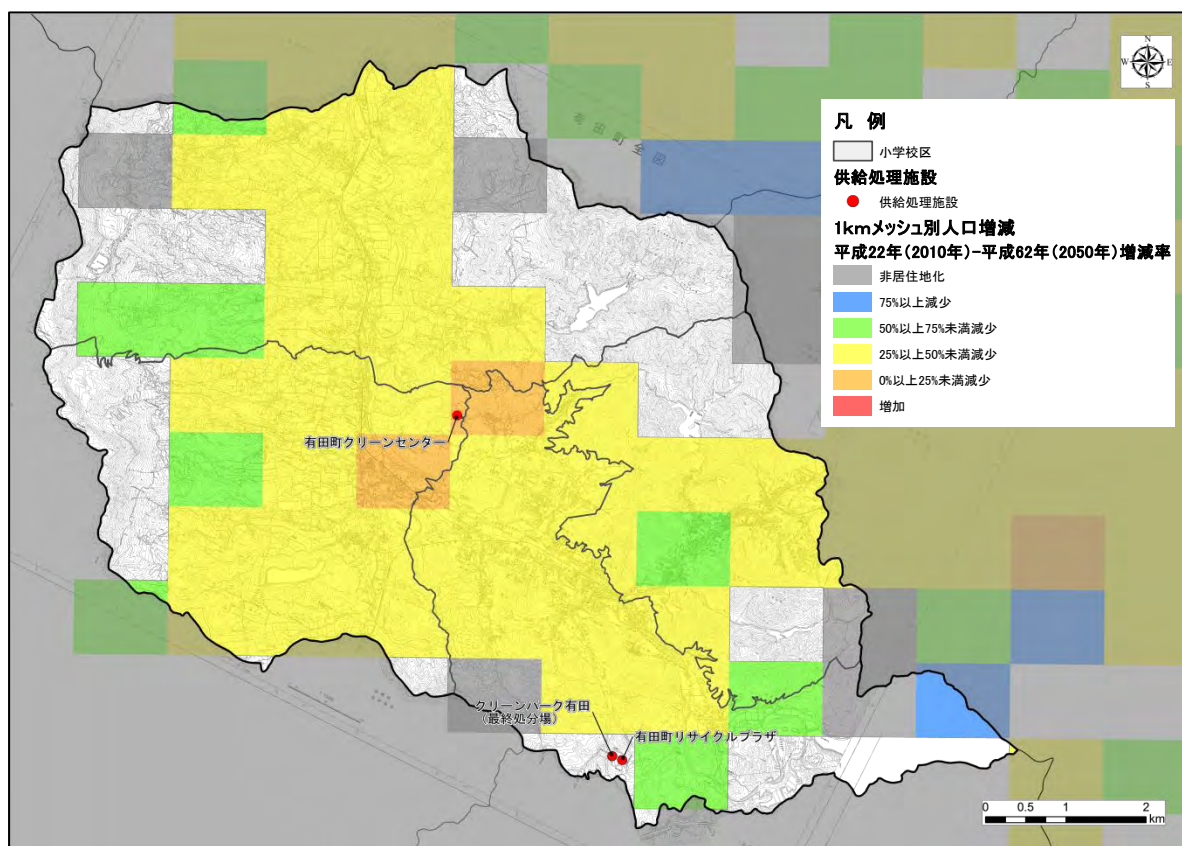 N
W
E
S
有田町全図
凡 例
小学校区
供給処理施設
供給処理施設
1kmメッシュ別人口増減
平成22年(2010年)-平成62年(2050年)増減率
非居住地化
75%以上減少
50%以上75%未満減少
25%以上50%未満減少
0%以上25%未満減少
増加
有田町クリーンセンター
クリーンパーク有田
(最終処分場)
有田町リサイクルプラザ
0 0.5 1 2
km